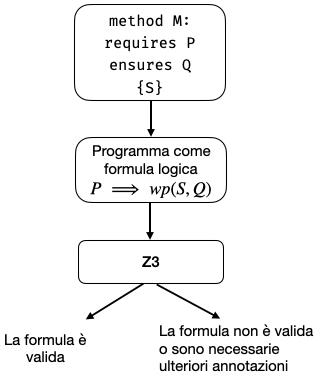 method M:
requires P
ensures Q
{S}
Programma come
formula logica
P ⟹ wp(S, Q)
Z3
La formula è
valida
La formula non è valida
o sono necessarie
ulteriori annotazioni